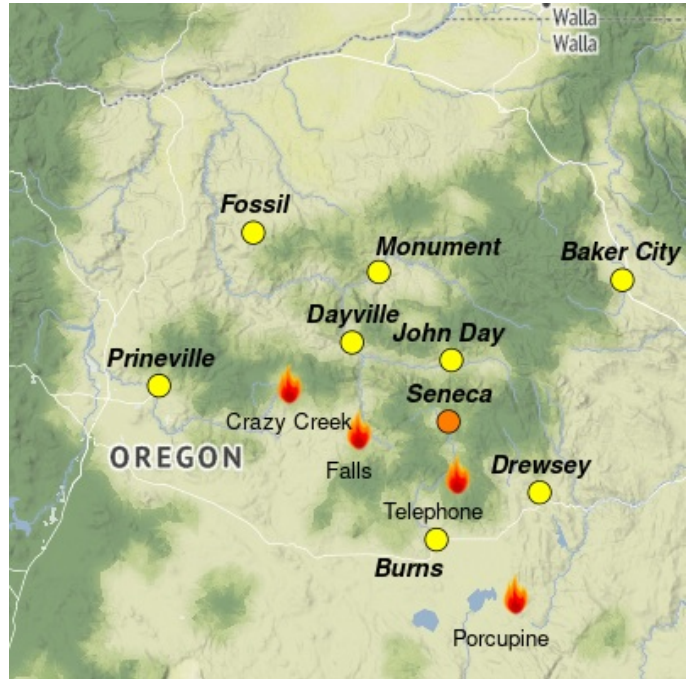 Walla
Walla
Fossil
Monument
Baker City
Dayville
John Day
Prineville
Seneca
Crazy Creek
OREGON
Falls
Drewsey
Telephone
Burns
Porcupine